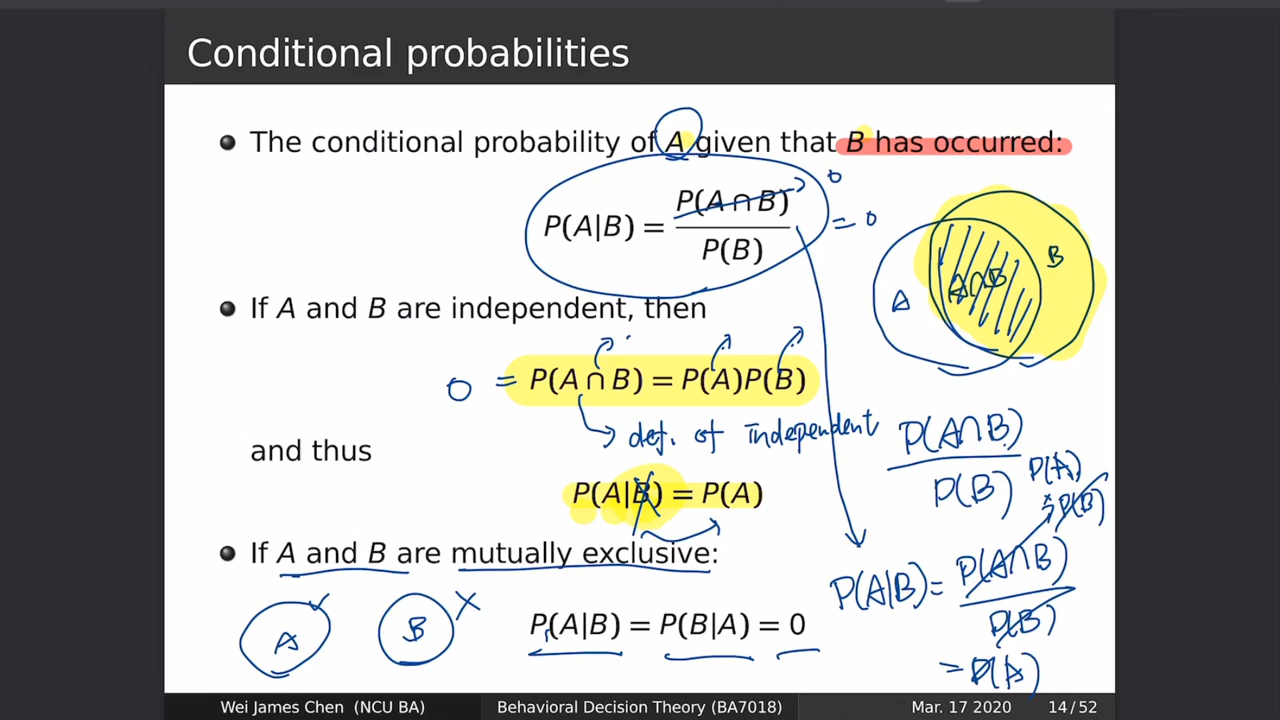 Conditional probabilities
The conditional probability of A given that B has occurred:
P(A|B) = P(A ∩ B) / P(B)
0
= 0
A
A∩B
B
If A and B are independent, then
0 = P(A ∩ B) = P(A)P(B)
def. of independent
and thus
P(A|B) = P(A)
P(A∩B) / P(B)
P(A)
P(B)
If A and B are mutually exclusive:
A
B
P(A|B) = P(B|A) = 0
P(A|B) = P(A∩B) / P(B)
= P(A)
Wei James Chen (NCU BA)
Behavioral Decision Theory (BA7018)
Mar. 17 2020
14 / 52